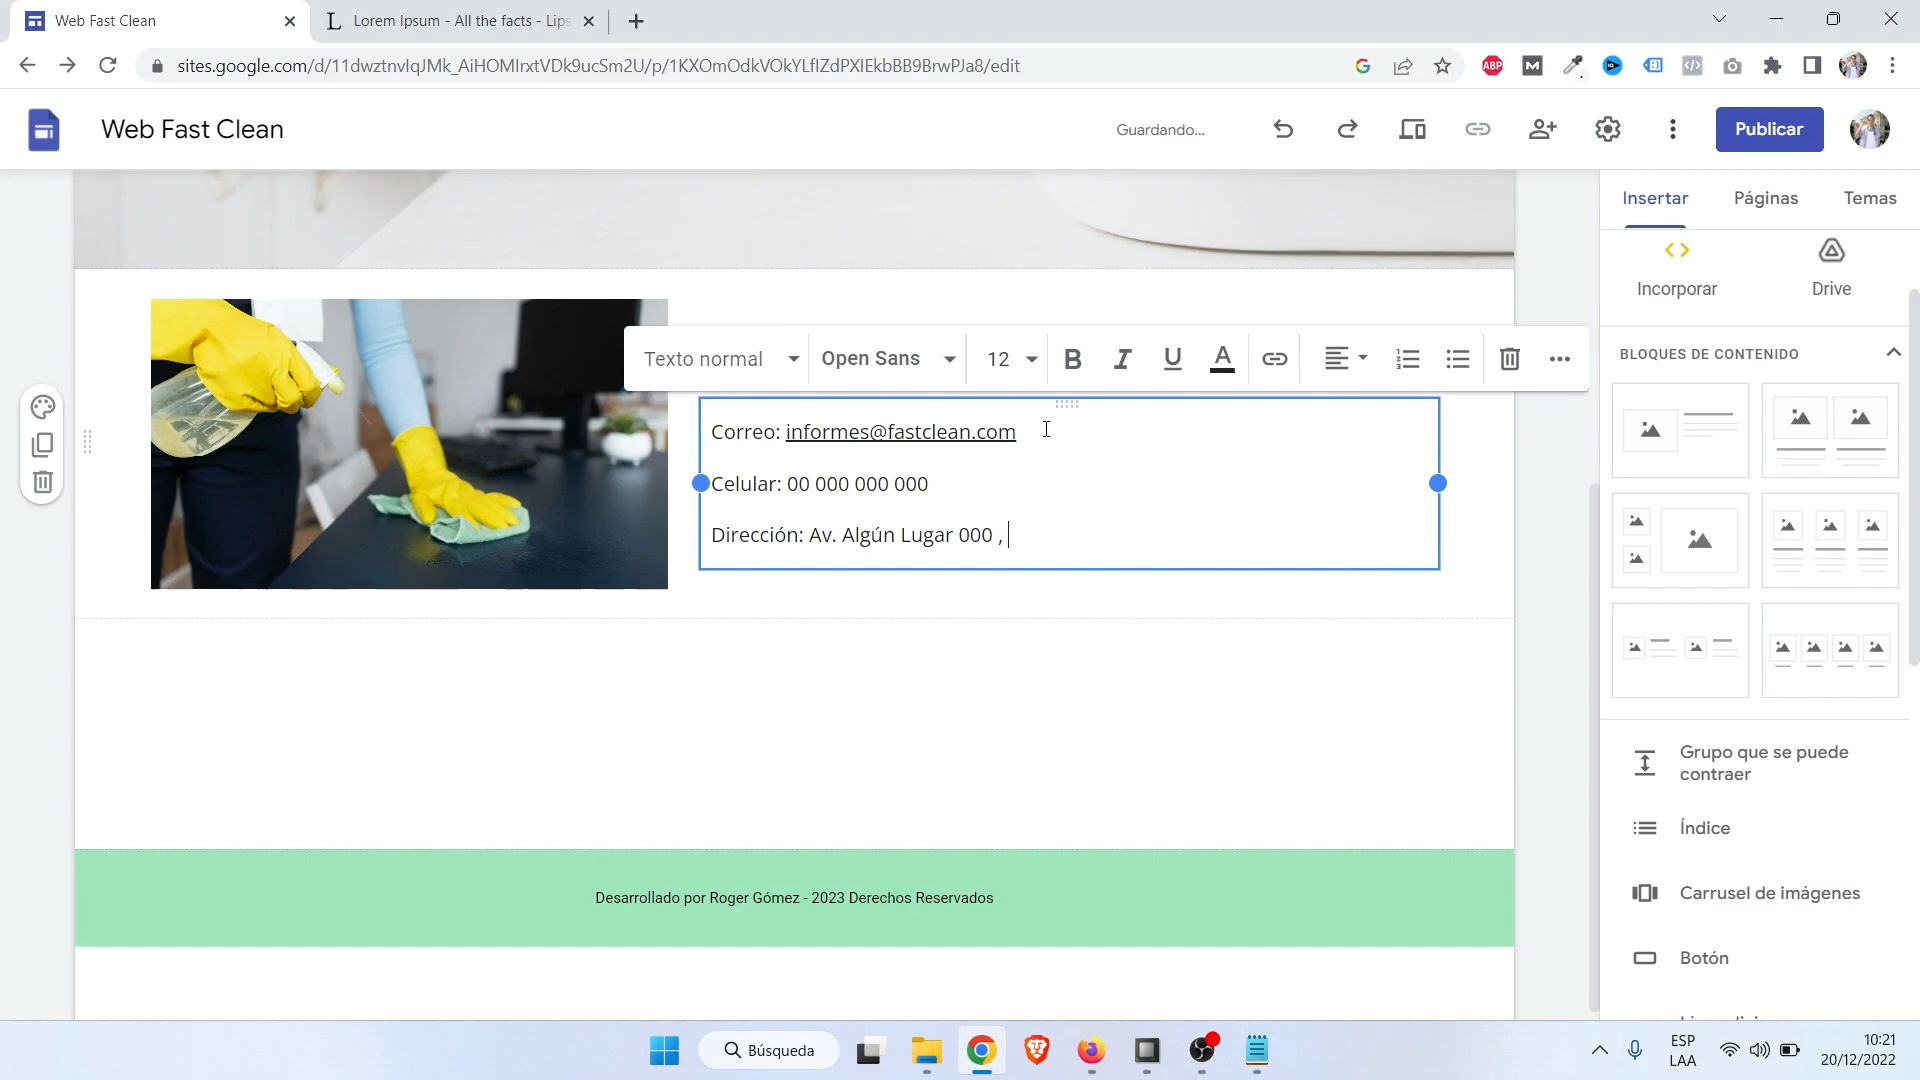 Web Fast Clean
Lorem Ipsum - All the facts - Lips
sites.google.com/d/11dwztnvIqJMk_AiHOMIrxtVDk9ucSm2U/p/1KXOmOdkVOkYLfIZdPXIEkbBB9BrwPJa8/edit
Web Fast Clean
Guardando...
Publicar
Insertar
Páginas
Temas
Incorporar
Drive
BLOQUES DE CONTENIDO
Texto normal
Open Sans
12
Correo: informes@fastclean.com
Celular: 00 000 000 000
Dirección: Av. Algún Lugar 000 ,
Grupo que se puede
contraer
Índice
Carrusel de imágenes
Botón
Desarrollado por Roger Gómez - 2023 Derechos Reservados
Búsqueda
ESP
LAA
10:21
20/12/2022